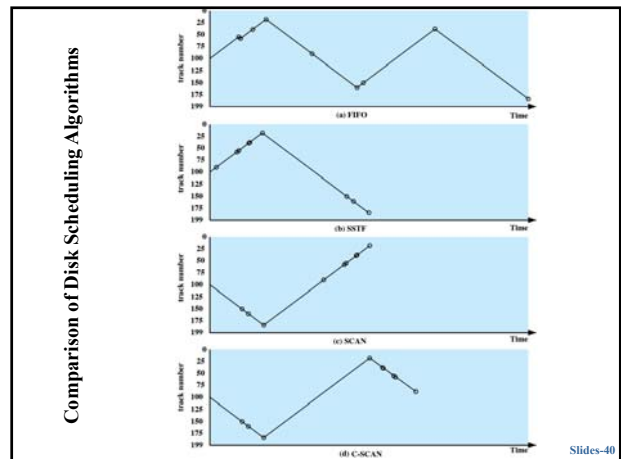 Comparison of Disk Scheduling Algorithms
track number
0
25
50
75
100
125
150
175
199
(a) FIFO
Time
track number
0
25
50
75
100
125
150
175
199
(b) SSTF
Time
track number
0
25
50
75
100
125
150
175
199
(c) SCAN
Time
track number
0
25
50
75
100
125
150
175
199
(d) C-SCAN
Time
Slides-40